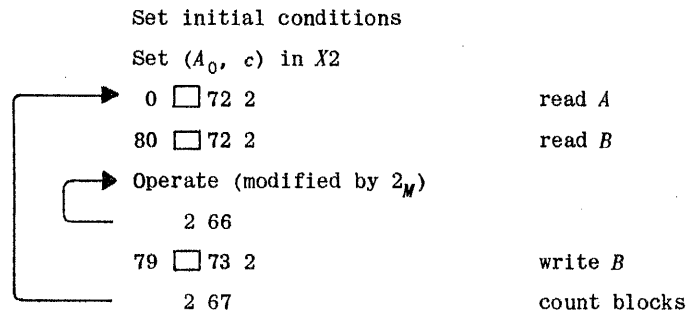 Set initial conditions
Set (A₀, c) in X2
0 □ 72 2 read A
80 □ 72 2 read B
Operate (modified by 2_M)
2 66
79 □ 73 2 write B
2 67 count blocks